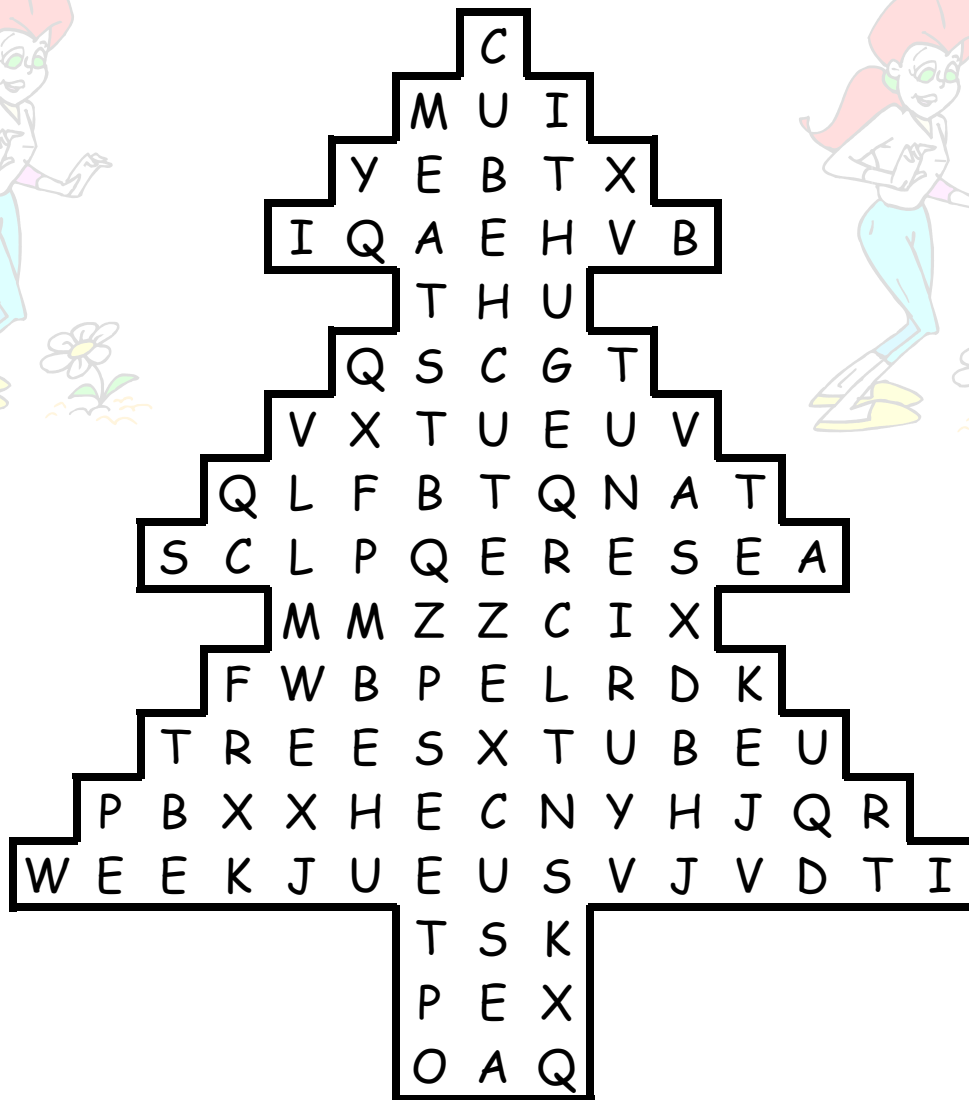 C
M U I
Y E B T X
I Q A E H V B
T H U
Q S C G T
V X T U E U V
Q L F B T Q N A T
S C L P Q E R E S E A
M M Z Z C I X
F W B P E L R D K
T R E E S X T U B E U
P B X X H E C N Y H J Q R
W E E K J U E U S V J V D T I
T S K
P E X
O A Q